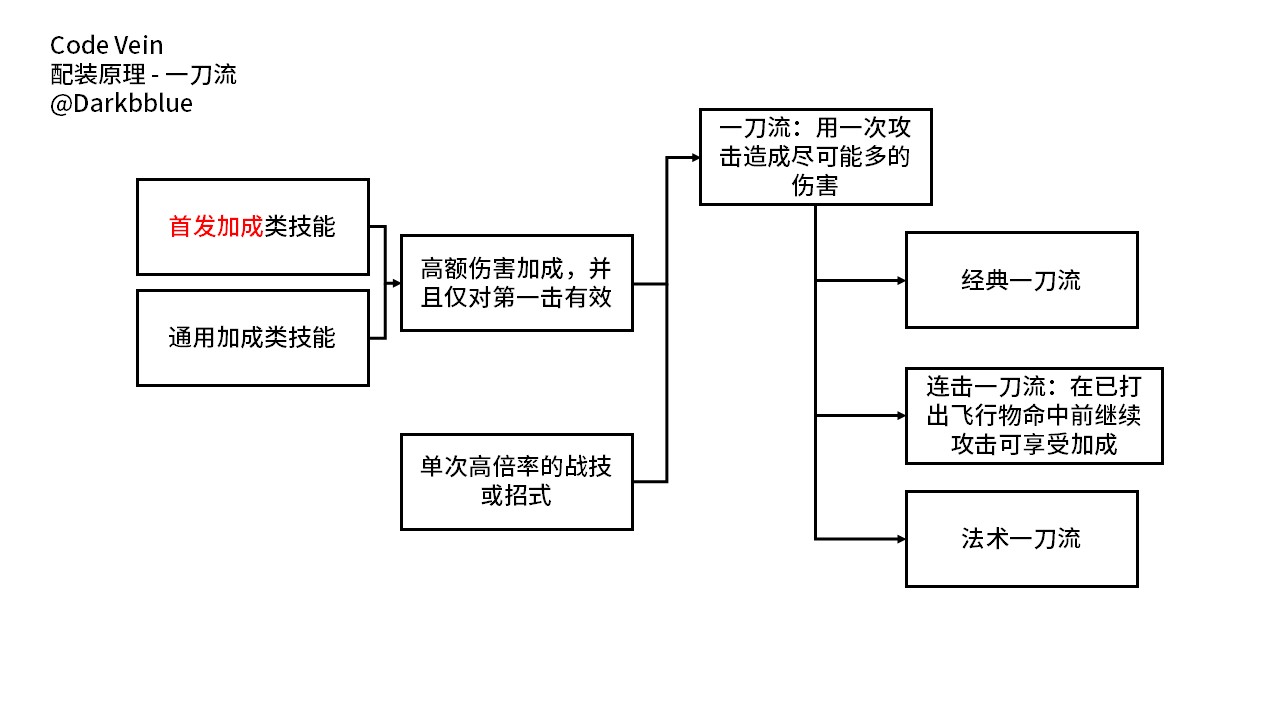 Code Vein
配装原理 - 一刀流
@Darkbblue
首发加成类技能
通用加成类技能
高额伤害加成，并
且仅对第一击有效
单次高倍率的战技
或招式
一刀流：用一次攻
击造成尽可能多的
伤害
经典一刀流
连击一刀流：在已打
出飞行物命中前继续
攻击可享受加成
法术一刀流